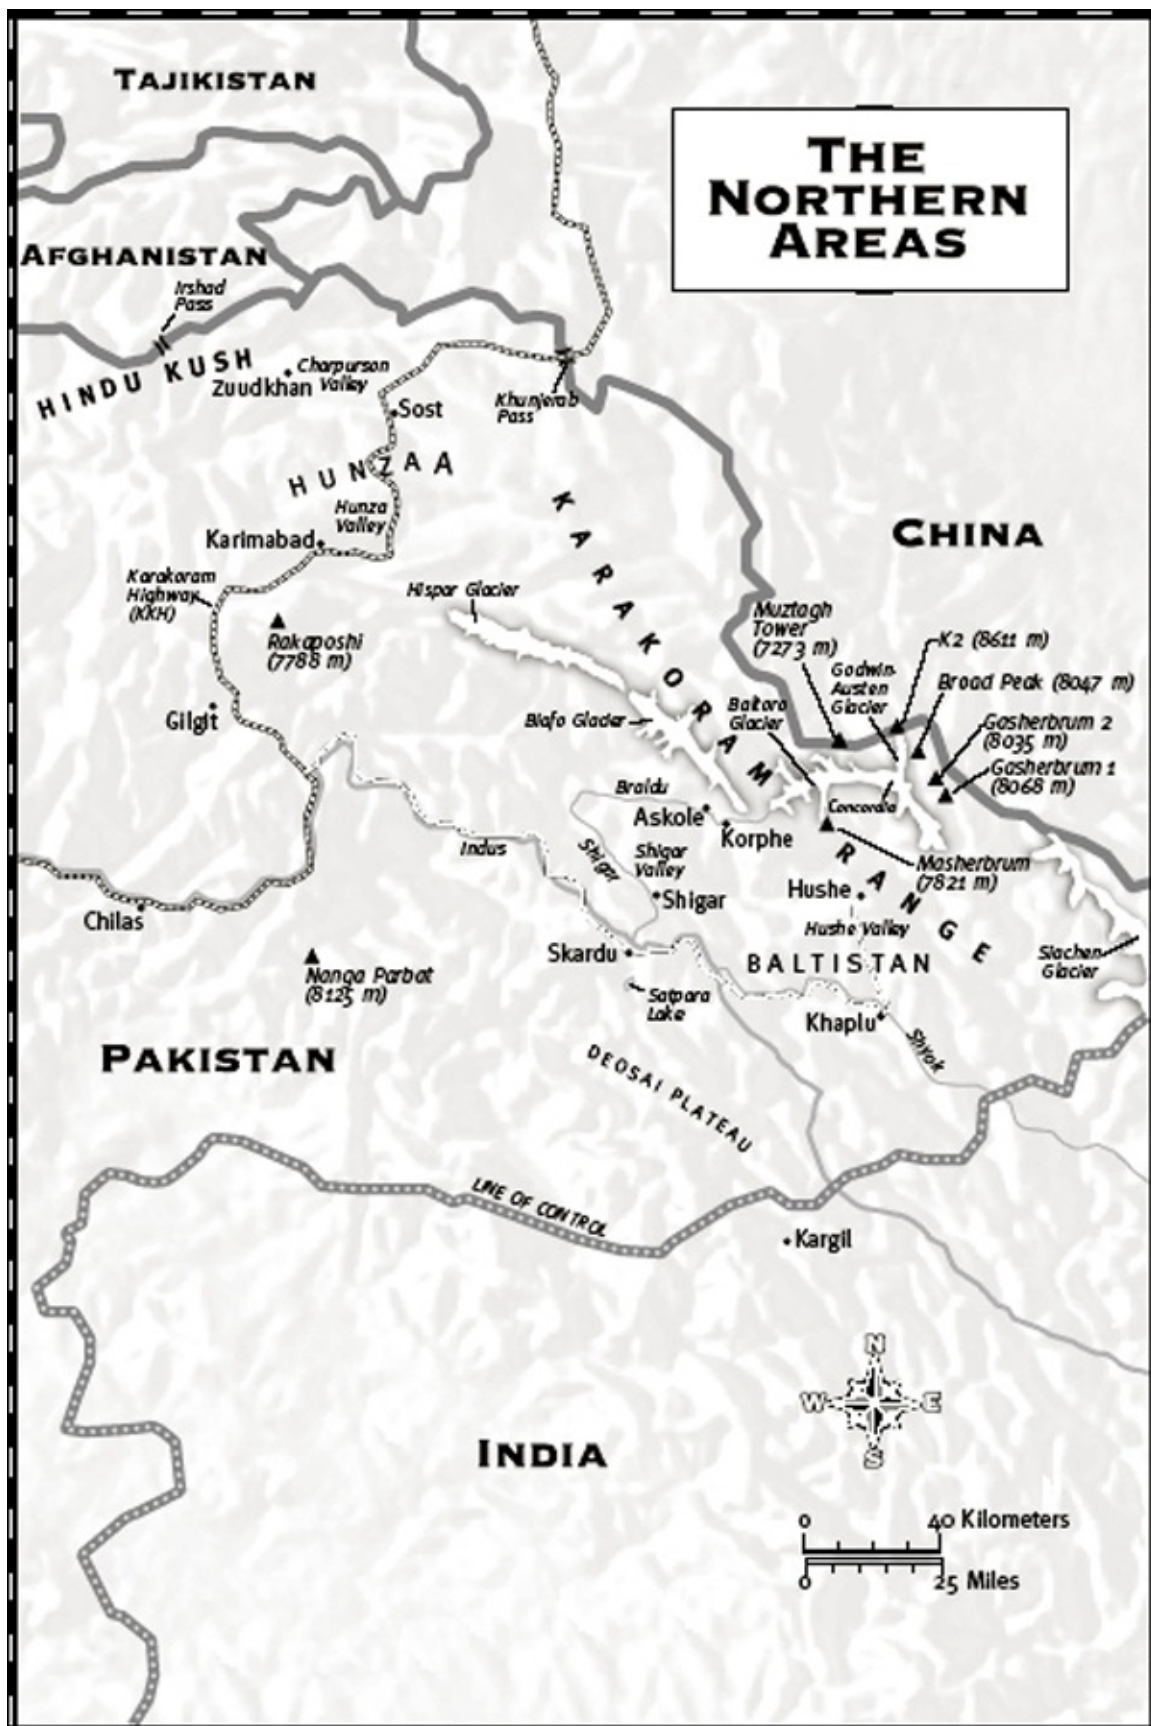 TAJIKISTAN
THE
NORTHERN
AREAS
AFGHANISTAN
Irshad
Pass
HINDU KUSH
Zuudkhan
Charpurson
Valley
Khunjerab
Pass
Sost
HUNZAA
Hunza
Valley
Karimabad
KARAKORAM RANGE
CHINA
Karakoram
Highway
(KKH)
Hispar Glacier
Rakaposhi
(7788 m)
Muztagh
Tower
(7273 m)
K2 (8611 m)
Godwin-
Austen
Glacier
Broad Peak (8047 m)
Gilgit
Biafo Glacier
Baltoro
Glacier
Gasherbrum 2
(8035 m)
Gasherbrum 1
(8068 m)
Braldu
Concordia
Askole
Korphe
Indus
Shigar
Shigar
Valley
Masherbrum
(7821 m)
Hushe
Shigar
Chilas
Hushe Valley
Skardu
BALTISTAN
Siachen
Glacier
Nanga Parbat
(8125 m)
Satpara
Lake
Khaplu
Shyok
PAKISTAN
DEOSAI PLATEAU
LINE OF CONTROL
Kargil
N
W
E
S
INDIA
0 40 Kilometers
0 25 Miles